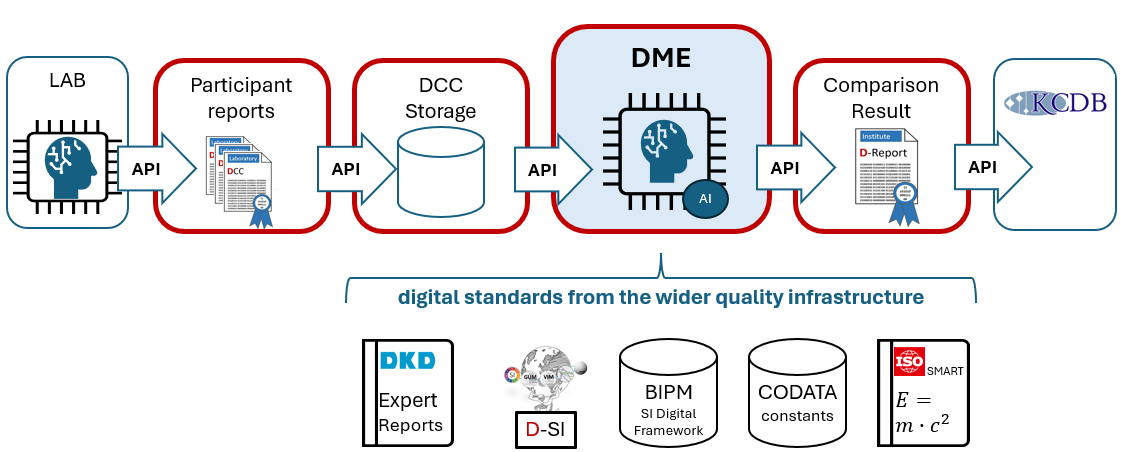 LAB
API
Participant
reports
Laboratory
DCC
API
DCC
Storage
API
DME
AI
API
Comparison
Result
Institute
D-Report
API
KCDB
digital standards from the wider quality infrastructure
DKD
Expert
Reports
SI
GUM
VIM
D-SI
BIPM
SI Digital
Framework
CODATA
constants
ISO
SMART
E =
m · c²